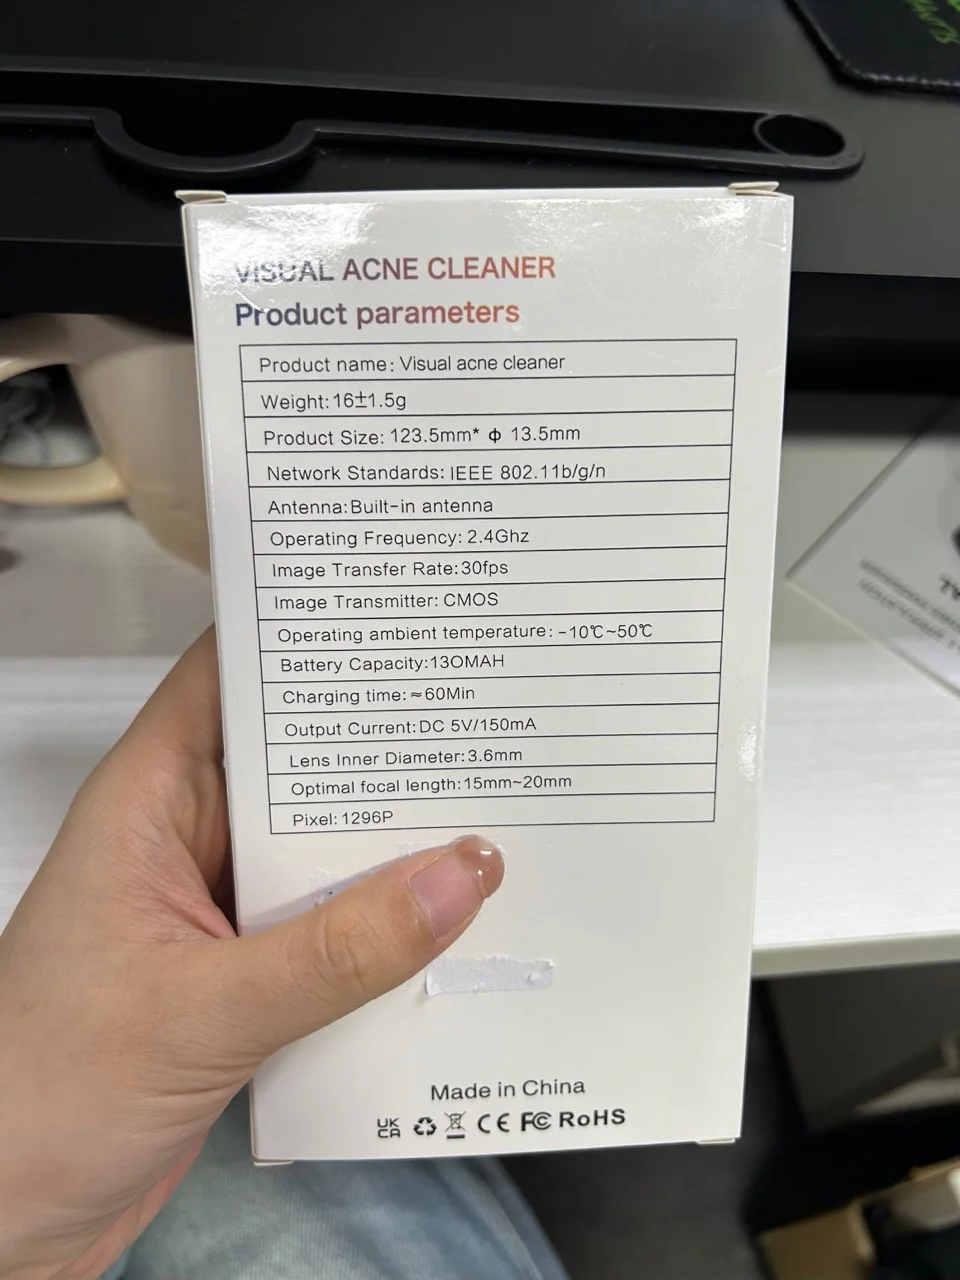 VISUAL ACNE CLEANER
Product parameters
Product name: Visual acne cleaner
Weight:16±1.5g
Product Size: 123.5mm* ф 13.5mm
Network Standards: IEEE 802.11b/g/n
Antenna:Built-in antenna
Operating Frequency: 2.4Ghz
Image Transfer Rate:30fps
Image Transmitter: CMOS
Operating ambient temperature: -10℃~50℃
Battery Capacity:13OMAH
Charging time:≈60Min
Output Current:DC 5V/150mA
Lens Inner Diameter:3.6mm
Optimal focal length:15mm~20mm
Pixel:1296P
Made in China
UK CA CE FC RoHS